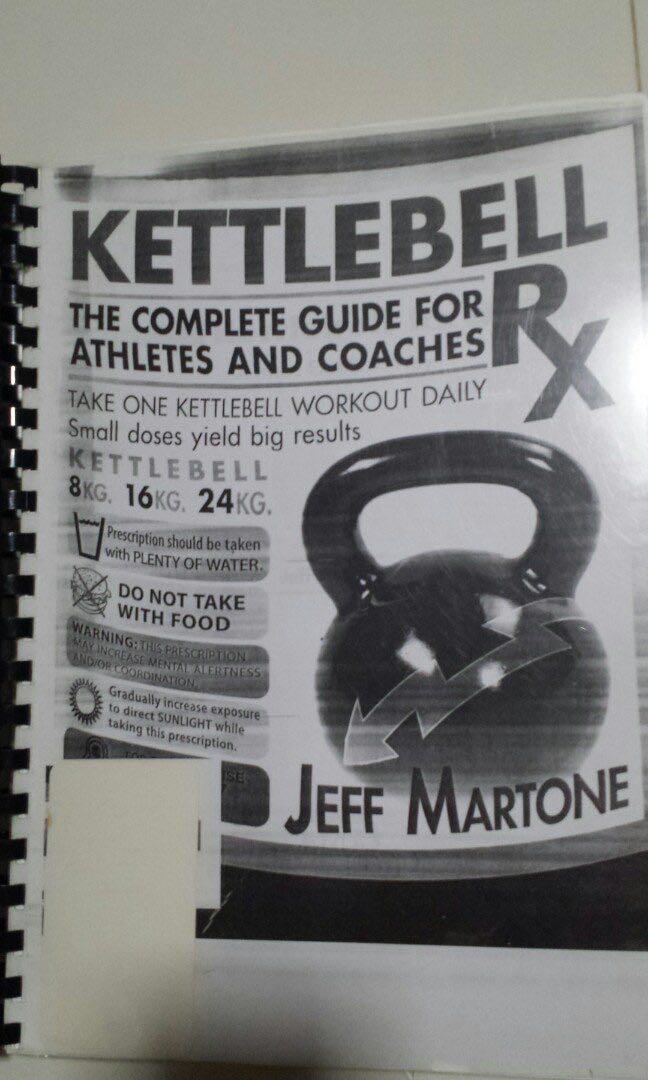 KETTLEBELL
Rx
THE COMPLETE GUIDE FOR
ATHLETES AND COACHES
TAKE ONE KETTLEBELL WORKOUT DAILY
Small doses yield big results
KETTLEBELL
8KG. 16KG. 24KG.
Prescription should be taken
with PLENTY OF WATER.
DO NOT TAKE
WITH FOOD
WARNING: THIS PRESCRIPTION
MAY INCREASE MENTAL ALERTNESS
AND/OR COORDINATION.
Gradually increase exposure
to direct SUNLIGHT while
taking this prescription.
JEFF MARTONE